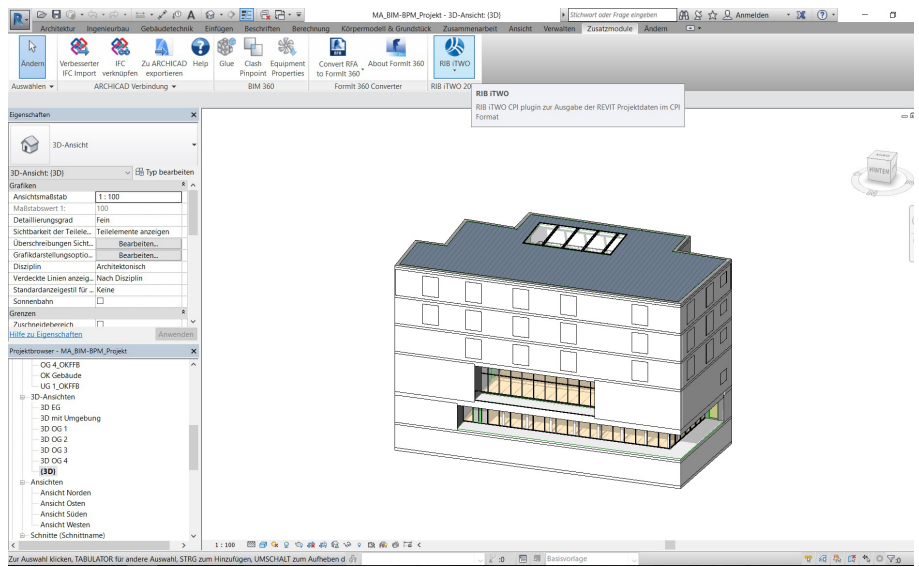 MA_BIM-BPM_Projekt - 3D-Ansicht: {3D}
Stichwort oder Frage eingeben
Anmelden
Architektur Ingenieurbau Gebäudetechnik Einfügen Beschriften Berechnung Körpermodell & Grundstück Zusammenarbeit Ansicht Verwalten Zusatzmodule Ändern
Ändern
Verbesserter IFC Import
IFC verknüpfen
Zu ARCHICAD exportieren
Help
Glue
Clash Pinpoint
Equipment Properties
Convert RFA to FormIt 360
About FormIt 360
RIB iTWO
Auswählen
ARCHICAD Verbindung
BIM 360
FormIt 360 Converter
RIB iTWO 20
RIB iTWO
RIB iTWO CPI plugin zur Ausgabe der REVIT Projektdaten im CPI
Format
Eigenschaften
3D-Ansicht
3D-Ansicht: {3D}
Typ bearbeiten
Grafiken
Ansichtsmaßstab 1 : 100
Maßstabswert 1: 100
Detaillierungsgrad Fein
Sichtbarkeit der Teilele... Teilelemente anzeigen
Überschreibungen Sicht... Bearbeiten...
Grafikdarstellungsoptio... Bearbeiten...
Disziplin Architektonisch
Verdeckte Linien anzeig... Nach Disziplin
Standardanzeigestil für ... Keine
Sonnenbahn
Grenzen
Zuschneidebereich
Hilfe zu Eigenschaften
Anwenden
Projektbrowser - MA_BIM-BPM_Projekt
OG 4_OKFFB
OK Gebäude
UG 1_OKFFB
3D-Ansichten
3D EG
3D mit Umgebung
3D OG 1
3D OG 2
3D OG 3
3D OG 4
{3D}
Ansichten
Ansicht Norden
Ansicht Osten
Ansicht Süden
Ansicht Westen
Schnitte (Schnittname)
HINTEN
1 : 100
Zur Auswahl klicken, TABULATOR für andere Auswahl, STRG zum Hinzufügen, UMSCHALT zum Aufheben d
:0
Basisvorlage
:0